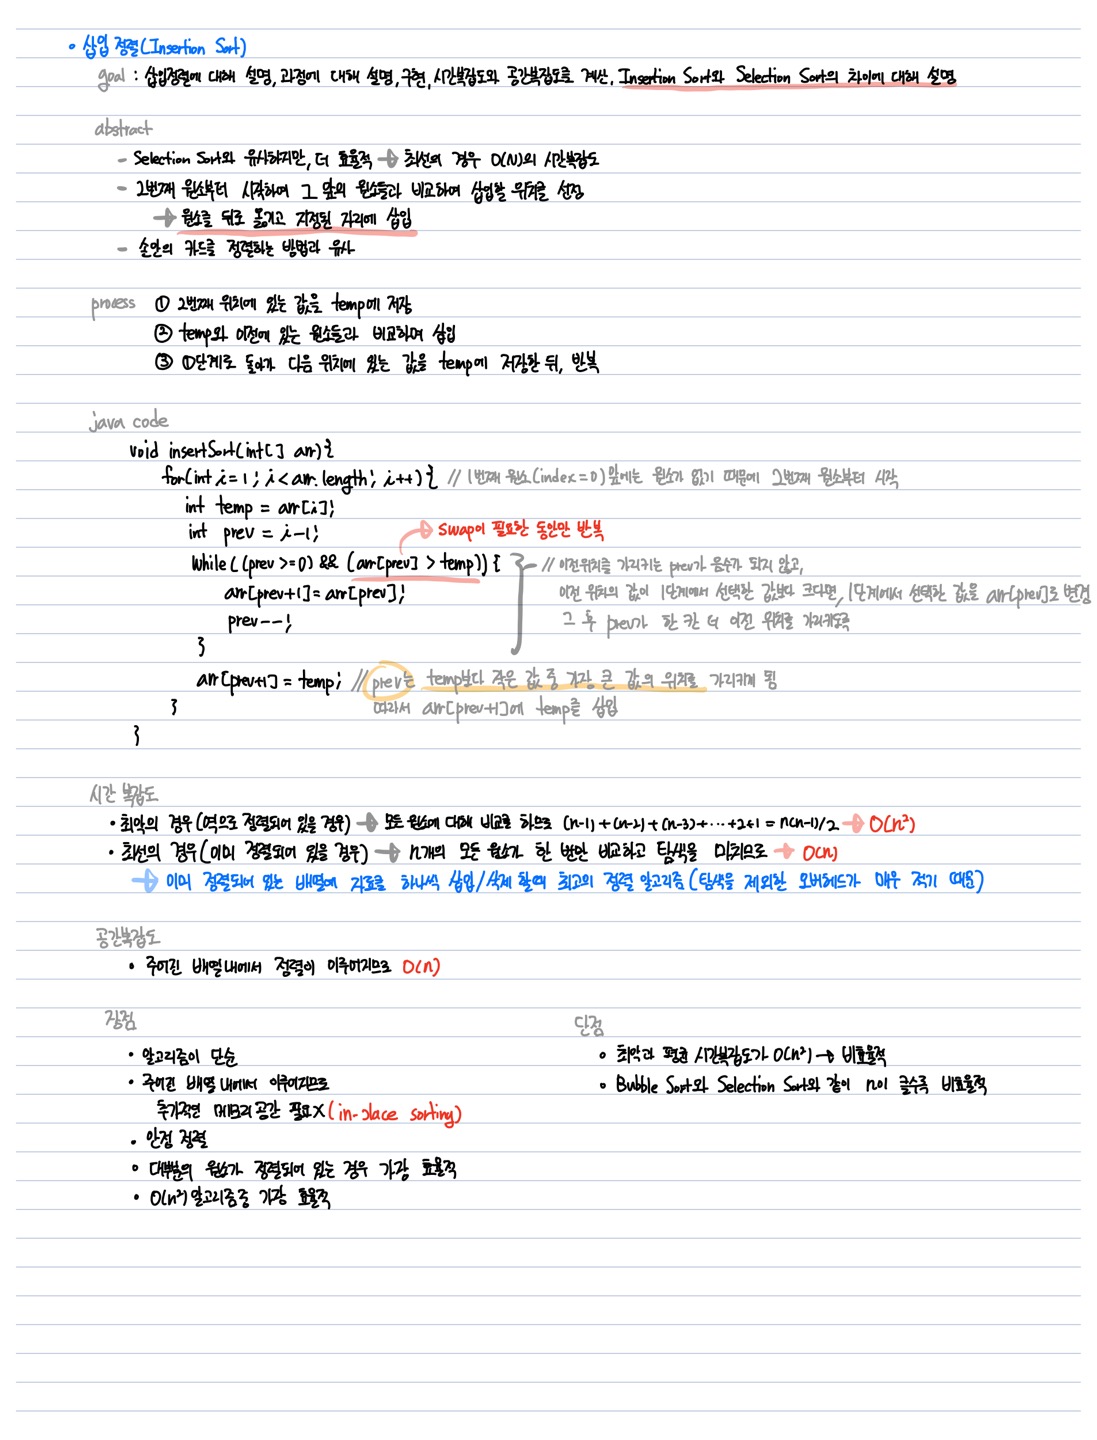 • 삽입 정렬(Insertion Sort)
goal : 삽입정렬에 대해 설명, 과정에 대해 설명, 구현, 시간복잡도와 공간복잡도를 계산, Insertion Sort와 Selection Sort의 차이에 대해 설명
abstract
- Selection Sort와 유사하지만, 더 효율적 → 최선의 경우 O(N)의 시간복잡도
- 2번째 원소부터 시작하여 그 앞의 원소들과 비교하여 삽입할 위치를 선정
→ 원소를 뒤로 옮기고 지정된 자리에 삽입
- 손안의 카드를 정렬하는 방법과 유사
process ① 2번째 위치에 있는 값을 temp에 저장
② temp와 이전에 있는 원소들과 비교하며 삽입
③ ①단계로 돌아가 다음 위치에 있는 값을 temp에 저장한 뒤, 반복
java code
void insertSort(int[] arr){
for(int i=1; i<arr.length; i++){ // 1번째 원소(index=0) 앞에는 원소가 없기 때문에 2번째 원소부터 시작
int temp = arr[i];
int prev = i-1;
→ swap이 필요한 동안만 반복
while((prev>=0) && (arr[prev] > temp)){ // 이전위치를 가리키는 prev가 음수가 되지 않고,
arr[prev+1]=arr[prev]; 이전 위치의 값이 1단계에서 선택한 값보다 크다면, 1단계에서 선택한 값을 arr[prev]로 변경
prev--; 그 후 prev가 한 칸 더 이전 위치를 가리키도록
}
arr[prev+1] = temp; // prev는 temp보다 작은 값 중 가장 큰 값의 위치를 가리키게 됨
} 따라서 arr[prev+1]에 temp를 삽입
}
시간 복잡도
• 최악의 경우(역으로 정렬되어 있을 경우) → 모든 원소에 대해 비교를 하므로 (n-1)+(n-2)+(n-3)+···+2+1 = n(n-1)/2 → O(n²)
• 최선의 경우(이미 정렬되어 있을 경우) → n개의 모든 원소가 한 번만 비교하고 탐색을 마치므로 → O(n)
→ 이미 정렬되어 있는 배열에 자료를 하나씩 삽입/삭제 할때 최고의 정렬 알고리즘(탐색을 제외한 오버헤드가 매우 적기 때문)
공간복잡도
• 주어진 배열내에서 정렬이 이루어지므로 O(n)
장점
• 알고리즘이 단순
• 주어진 배열 내에서 이루어지므로
추가적인 메모리 공간 필요X (in-place sorting)
• 안정 정렬
• 대부분의 원소가 정렬되어 있는 경우 가장 효율적
• O(n²) 알고리즘중 가장 효율적
단점
• 최악과 평균 시간복잡도가 O(n²) → 비효율적
• Bubble Sort와 Selection Sort와 같이 n이 클수록 비효율적